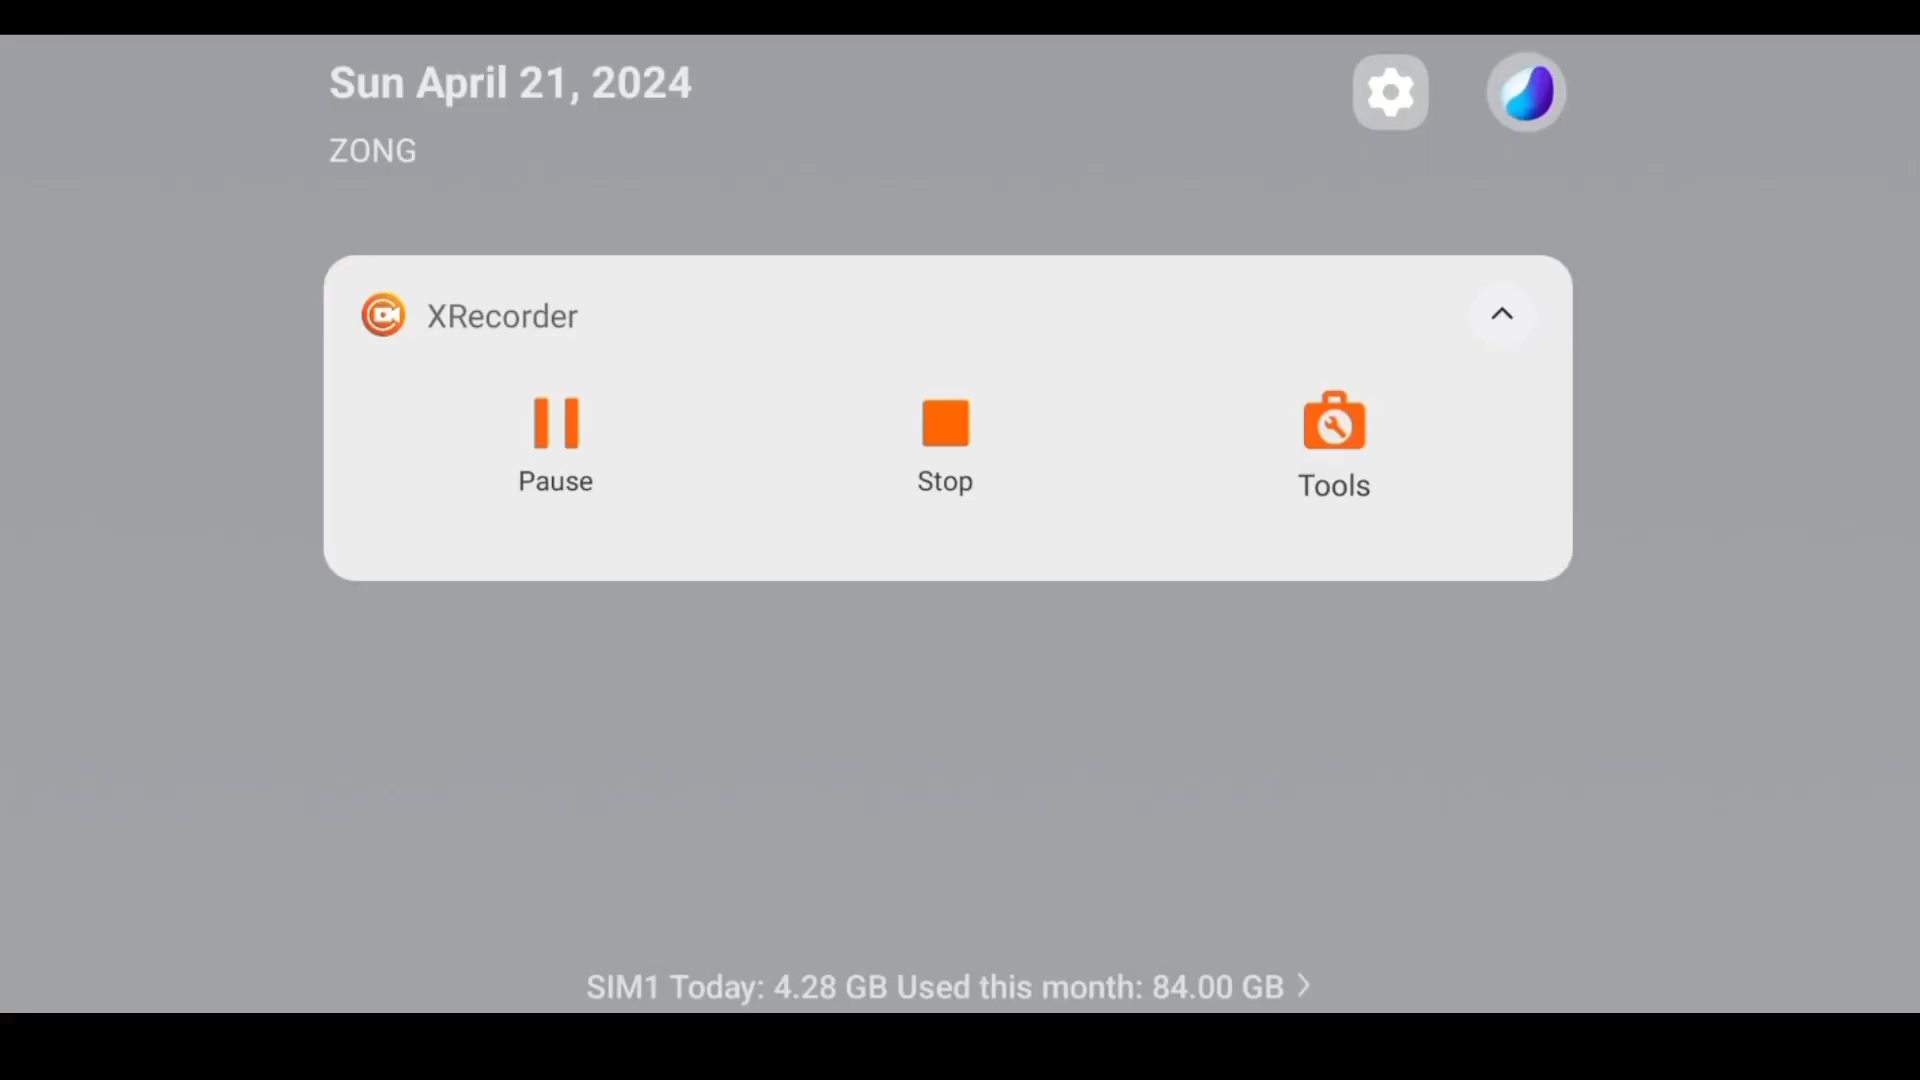 Sun April 21, 2024
ZONG
XRecorder
Pause
Stop
Tools
SIM1 Today: 4.28 GB Used this month: 84.00 GB